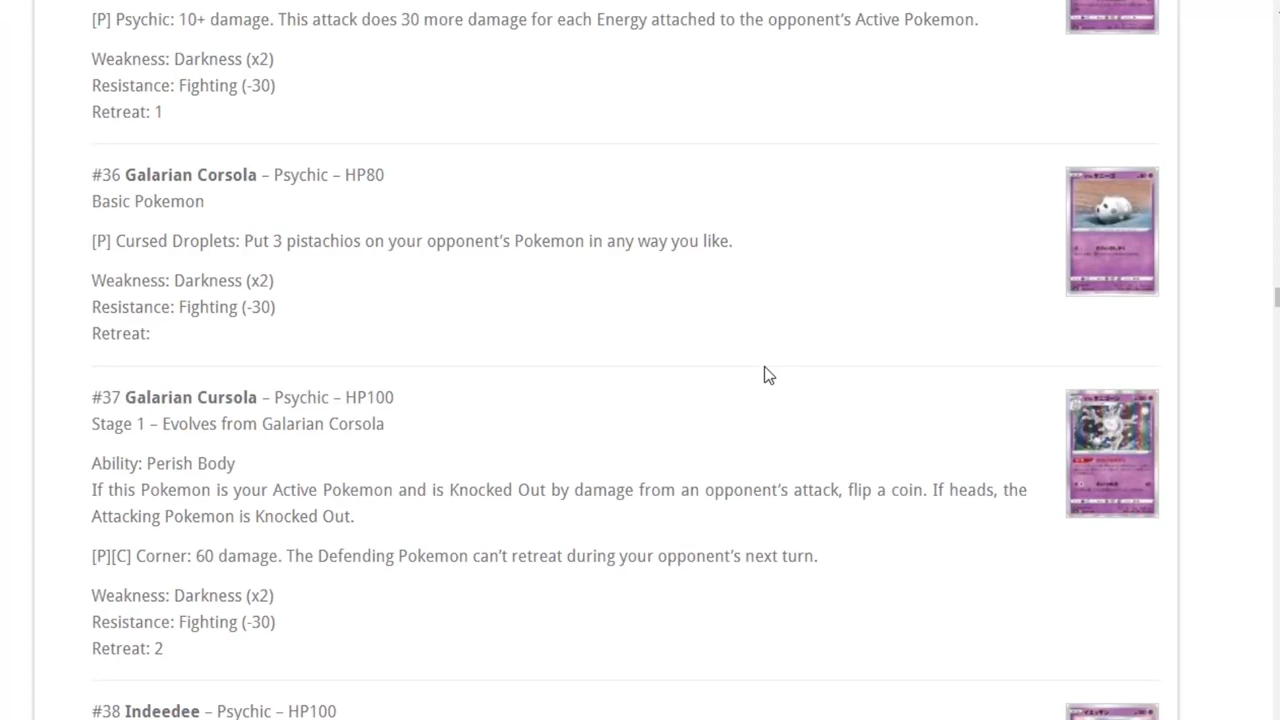 [P] Psychic: 10+ damage. This attack does 30 more damage for each Energy attached to the opponent’s Active Pokemon.
Weakness: Darkness (x2)
Resistance: Fighting (-30)
Retreat: 1
#36 Galarian Corsola – Psychic – HP80
Basic Pokemon
[P] Cursed Droplets: Put 3 pistachios on your opponent’s Pokemon in any way you like.
Weakness: Darkness (x2)
Resistance: Fighting (-30)
Retreat:
#37 Galarian Cursola – Psychic – HP100
Stage 1 – Evolves from Galarian Corsola
Ability: Perish Body
If this Pokemon is your Active Pokemon and is Knocked Out by damage from an opponent’s attack, flip a coin. If heads, the
Attacking Pokemon is Knocked Out.
[P][C] Corner: 60 damage. The Defending Pokemon can’t retreat during your opponent’s next turn.
Weakness: Darkness (x2)
Resistance: Fighting (-30)
Retreat: 2
#38 Indeedee – Psychic – HP100